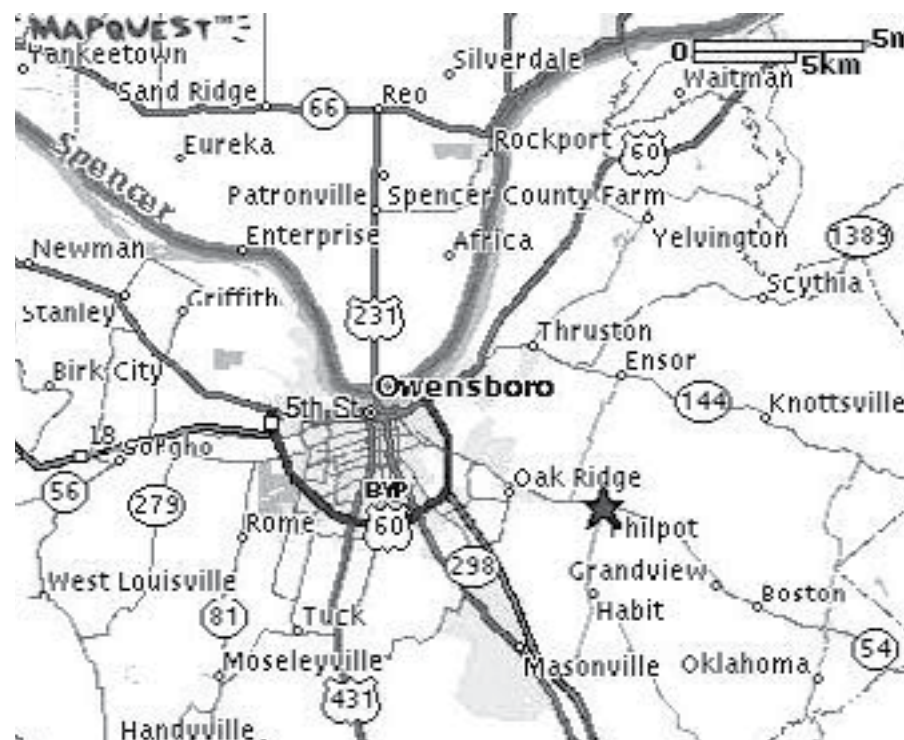 MAPQUEST™
0 5m
5km
Yankeetown
Silverdale
Waitman
Sand Ridge
66
Reo
Rockport
60
Eureka
Spencer
Patronville
Spencer County Farm
Newman
Enterprise
Africa
Yelvington
1389
Scythia
Stanley
Griffith
231
Thruston
Ensor
Birk City
Owensboro
5th St
144
Knottsville
18
Sorgho
56
279
BYP
60
Oak Ridge
Philpot
Rome
298
Grandview
West Louisville
Habit
Boston
81
Tuck
54
Moseleyville
Masonville
Oklahoma
431
Handyville